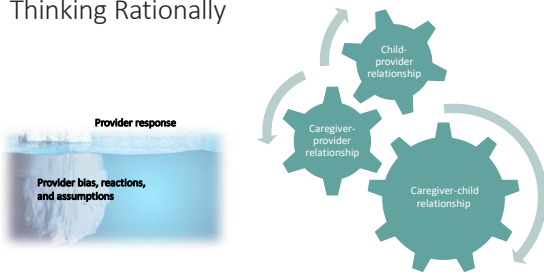 Thinking Rationally
Provider response
Provider bias, reactions,
and assumptions
Child-
provider
relationship
Caregiver-
provider
relationship
Caregiver-child
relationship